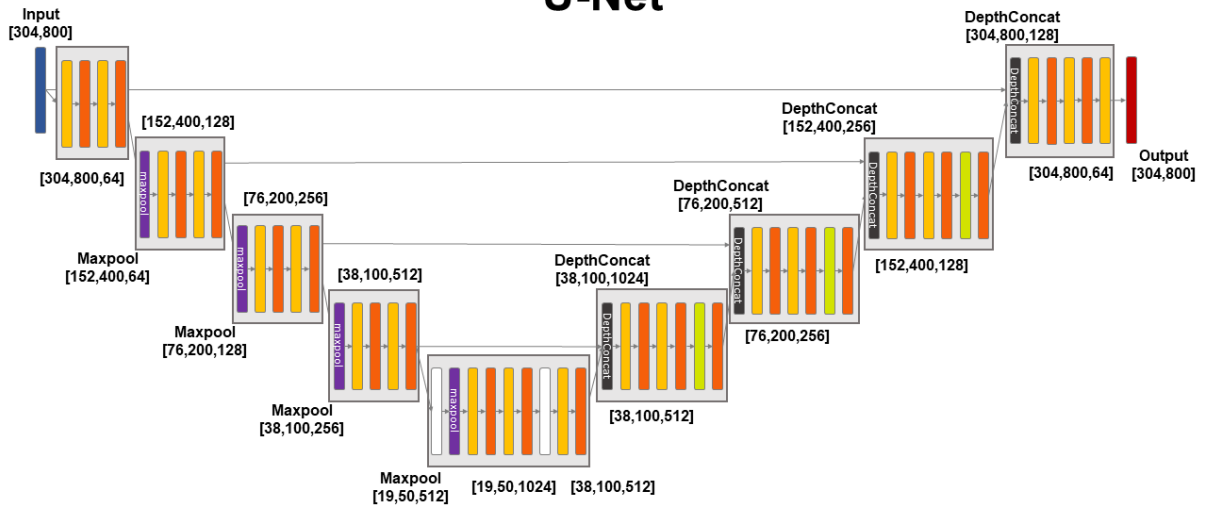 U-Net
Input
[304,800]
[304,800,64]
[152,400,128]
maxpool
Maxpool
[152,400,64]
[76,200,256]
maxpool
Maxpool
[76,200,128]
[38,100,512]
maxpool
Maxpool
[38,100,256]
maxpool
Maxpool
[19,50,512]
[19,50,1024]
[38,100,512]
DepthConcat
[38,100,1024]
DepthConcat
[38,100,512]
DepthConcat
[76,200,512]
DepthConcat
[76,200,256]
DepthConcat
[152,400,256]
DepthConcat
[152,400,128]
DepthConcat
[304,800,128]
DepthConcat
[304,800,64]
Output
[304,800]